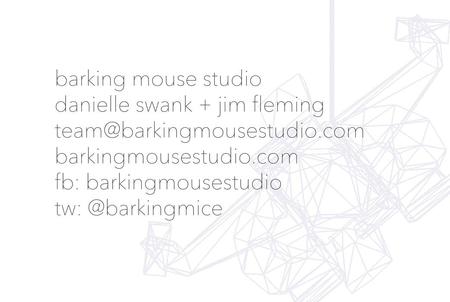 barking mouse studio
danielle swank + jim fleming
team@barkingmousestudio.com
barkingmousestudio.com
fb: barkingmousestudio
tw: @barkingmice